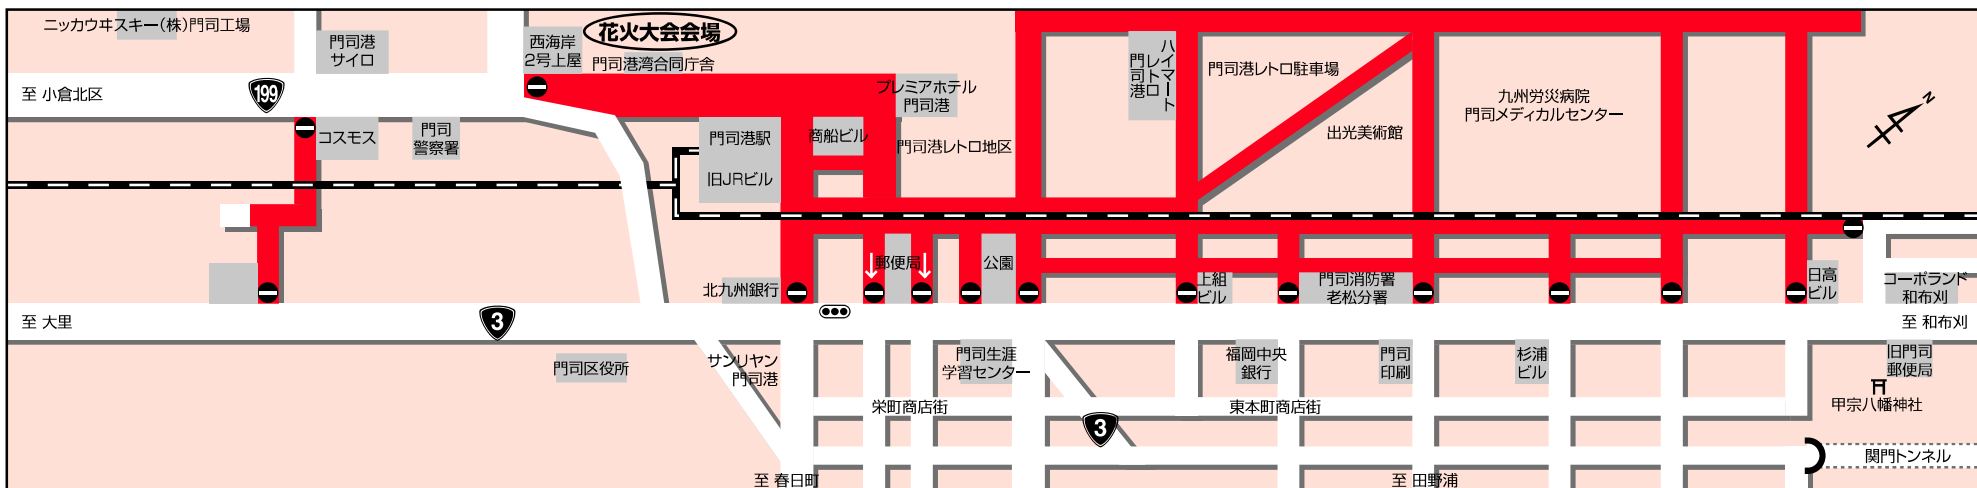 ニッカウヰスキー(株)門司工場
門司港
サイロ
西海岸
2号上屋
花火大会会場
門司港湾合同庁舎
至 小倉北区
199
コスモス
門司
警察署
門司港駅
旧JRビル
商船ビル
プレミアホテル
門司港
門司港レトロ地区
門司港
レトロ
ハイマート
門司港レトロ駐車場
出光美術館
九州労災病院
門司メディカルセンター
N
北九州銀行
郵便局
公園
上組
ビル
門司消防署
老松分署
日高
ビル
コーポランド
和布刈
至 大里
3
至 和布刈
門司区役所
サンリヤン
門司港
門司生涯
学習センター
福岡中央
銀行
門司
印刷
杉浦
ビル
旧門司
郵便局
甲宗八幡神社
栄町商店街
3
東本町商店街
関門トンネル
至 春日町
至 田野浦